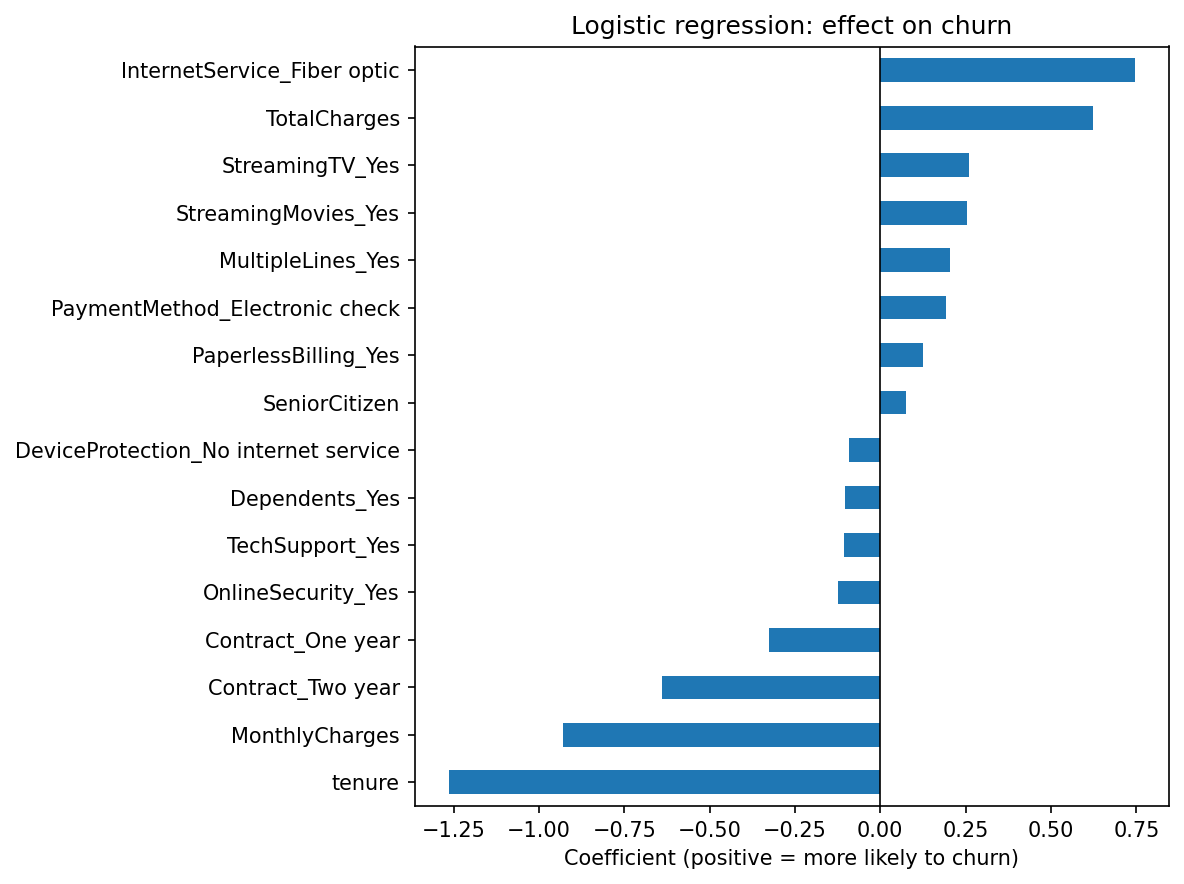 Logistic regression: effect on churn
InternetService_Fiber optic
TotalCharges
StreamingTV_Yes
StreamingMovies_Yes
MultipleLines_Yes
PaymentMethod_Electronic check
PaperlessBilling_Yes
SeniorCitizen
DeviceProtection_No internet service
Dependents_Yes
TechSupport_Yes
OnlineSecurity_Yes
Contract_One year
Contract_Two year
MonthlyCharges
tenure
−1.25 −1.00 −0.75 −0.50 −0.25 0.00 0.25 0.50 0.75
Coefficient (positive = more likely to churn)